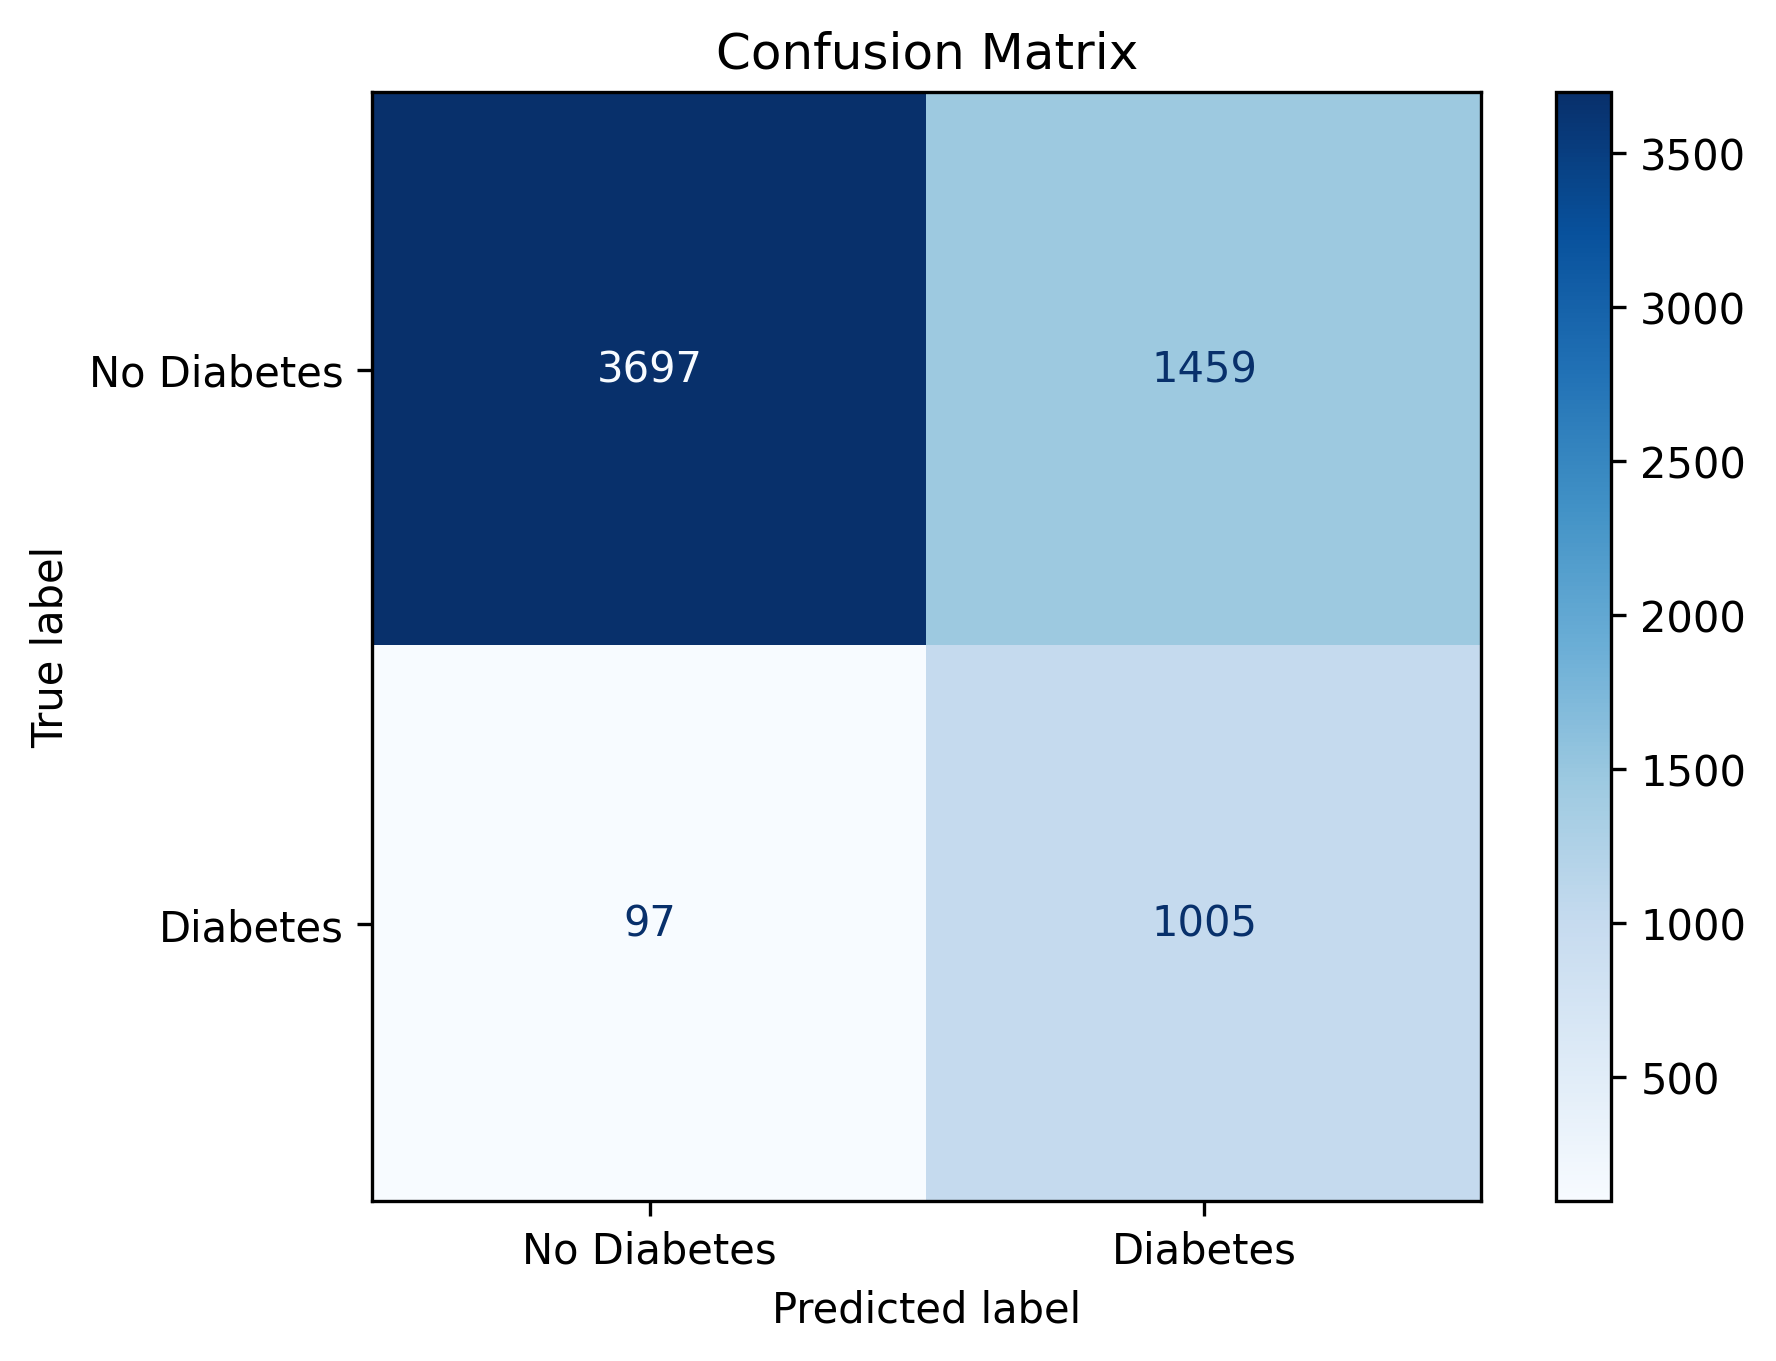 Confusion Matrix
No Diabetes
3697
1459
Diabetes
97
1005
True label
No Diabetes
Diabetes
Predicted label
3500
3000
2500
2000
1500
1000
500